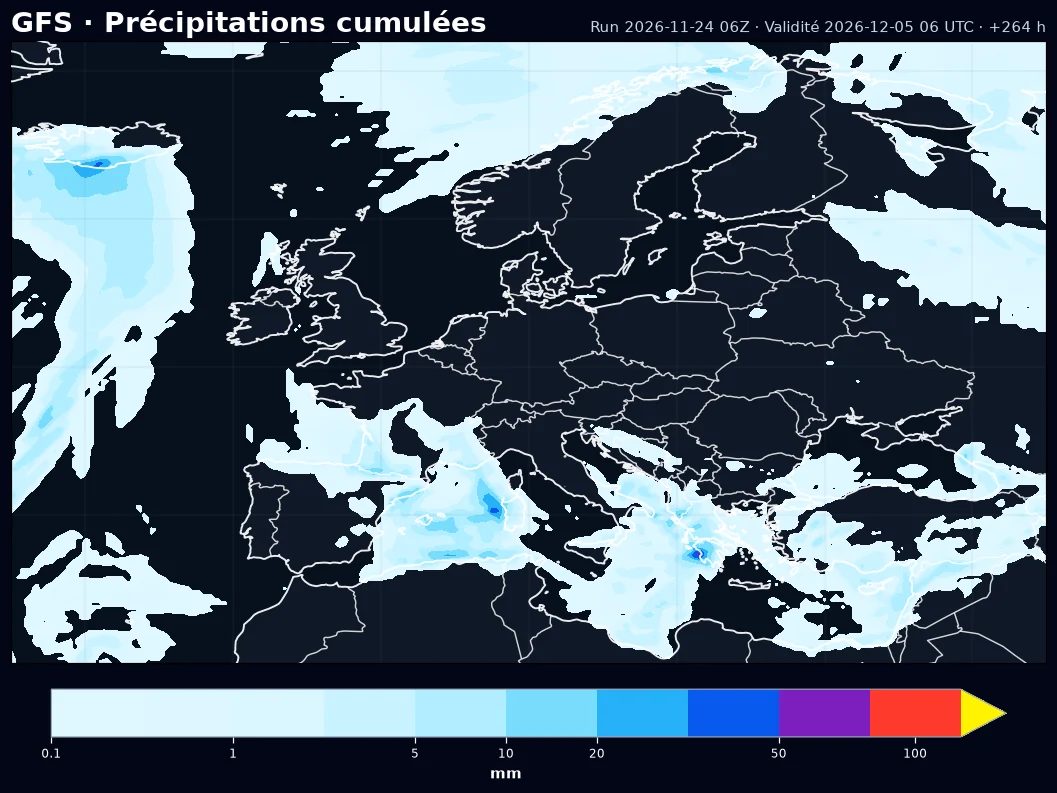 GFS · Précipitations cumulées
Run 2026-11-24 06Z · Validité 2026-12-05 06 UTC · +264 h
0.1 1 5 10 20 50 100
mm